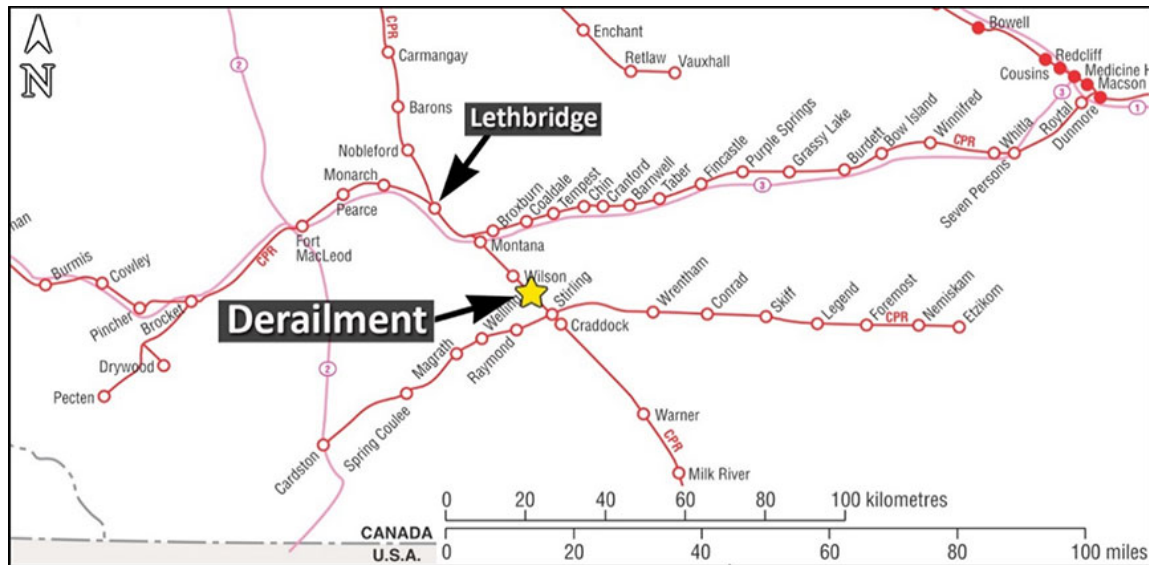 N
2
CPR
Carmangay
Barons
Nobleford
Lethbridge
Monarch
Pearce
Fort
MacLeod
CPR
Enchant
Retlaw
Vauxhall
Bowell
Redcliff
Cousins
Medicine H
Macson
3
1
Dunmore
Roytal
Whitla
Seven Persons
CPR
Winnifred
Bow Island
Burdett
Grassy Lake
Purple Springs
3
Fincastle
Taber
Barnwell
Cranford
Chin
Tempest
Coaldale
Broxburn
Montana
Wilson
Derailment
Stirling
Craddock
Raymond
Magrath
Spring Coulee
Cardston
2
man
Burmis
Cowley
Pincher
Brocket
Drywood
Pecten
Wrentham
Conrad
Skiff
Legend
Foremost
CPR
Nemiskam
Etzikom
Warner
CPR
Milk River
0 20 40 60 80 100 kilometres
0 20 40 60 80 100 miles
CANADA
U.S.A.